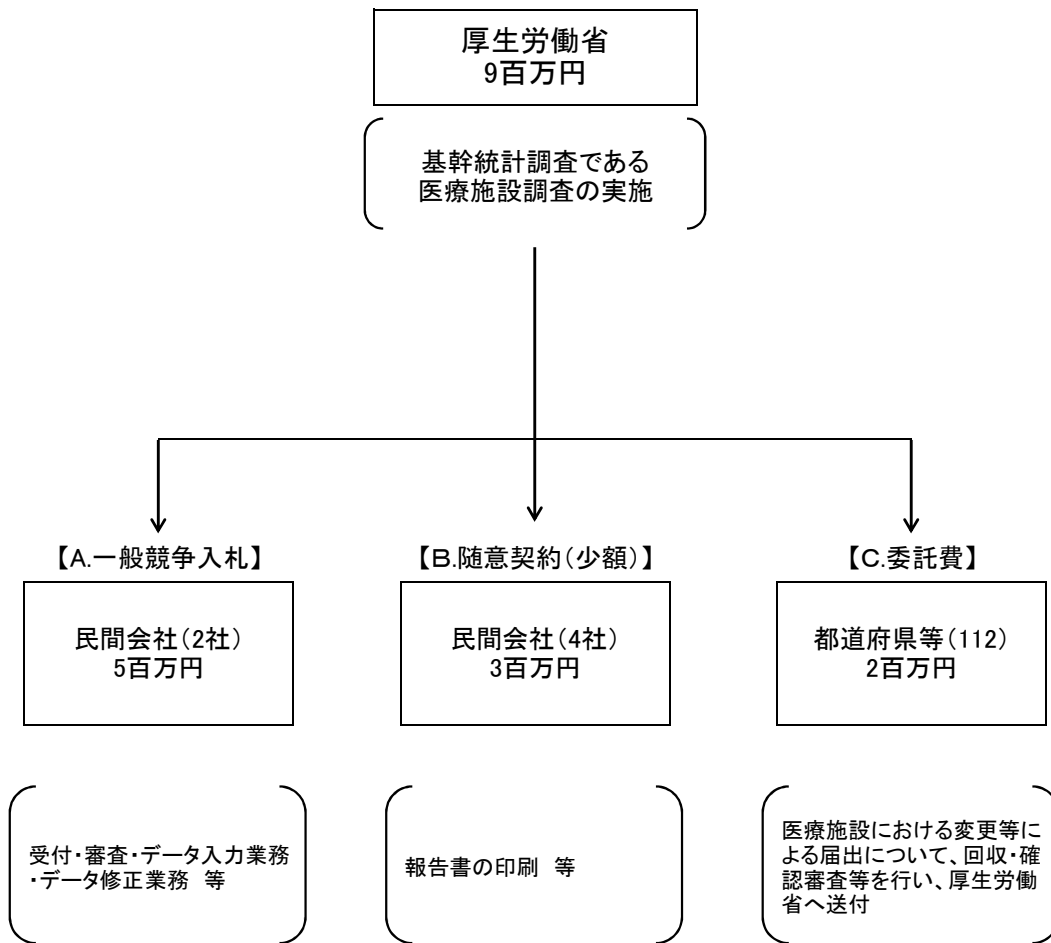 厚生労働省
9百万円
基幹統計調査である
医療施設調査の実施
【A.一般競争入札】
民間会社(2社)
5百万円
受付・審査・データ入力業務
・データ修正業務 等
【B.随意契約(少額)】
民間会社(4社)
3百万円
報告書の印刷 等
【C.委託費】
都道府県等(112)
2百万円
医療施設における変更等に
よる届出について、回収・確
認審査等を行い、厚生労働
省へ送付